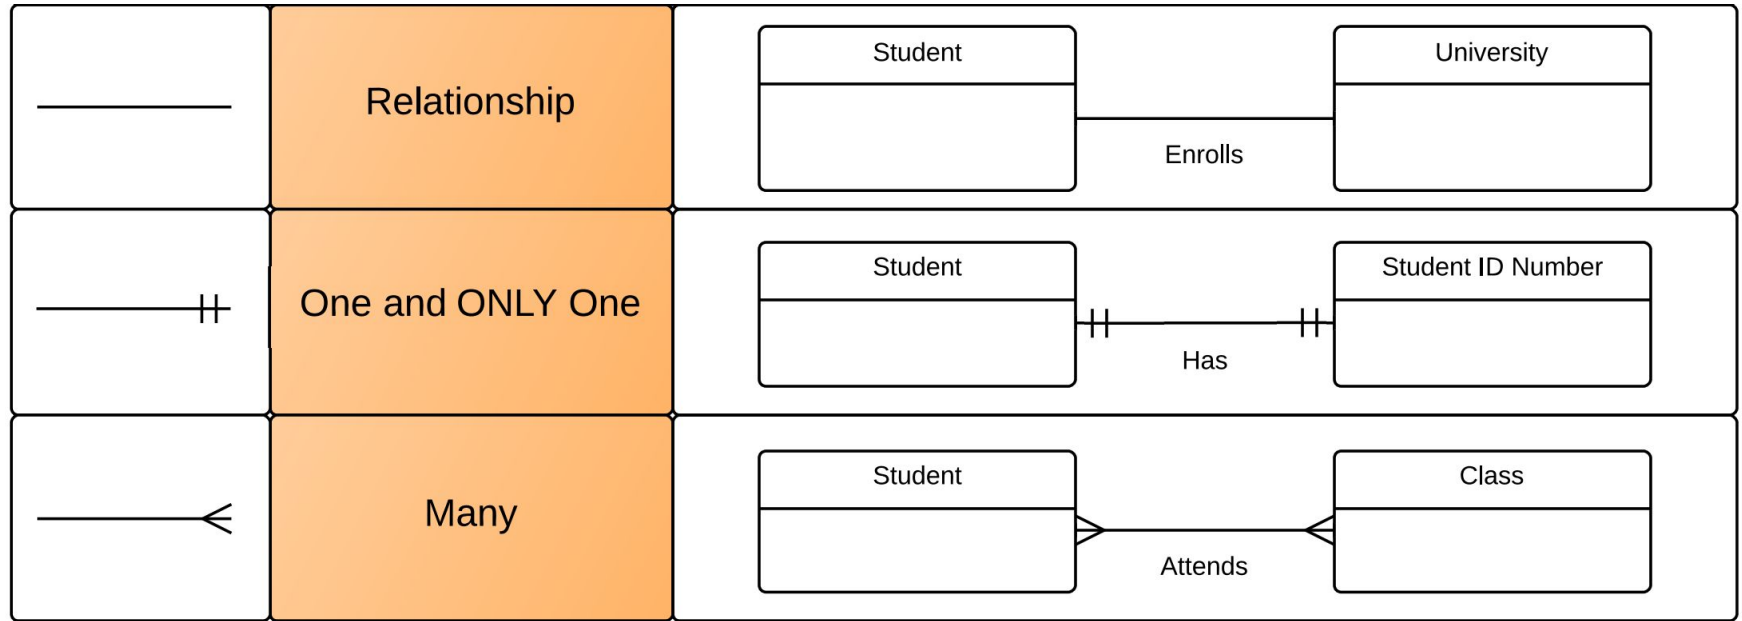 Relationship
Student
University
Enrolls
One and ONLY One
Student
Student ID Number
Has
Many
Student
Class
Attends